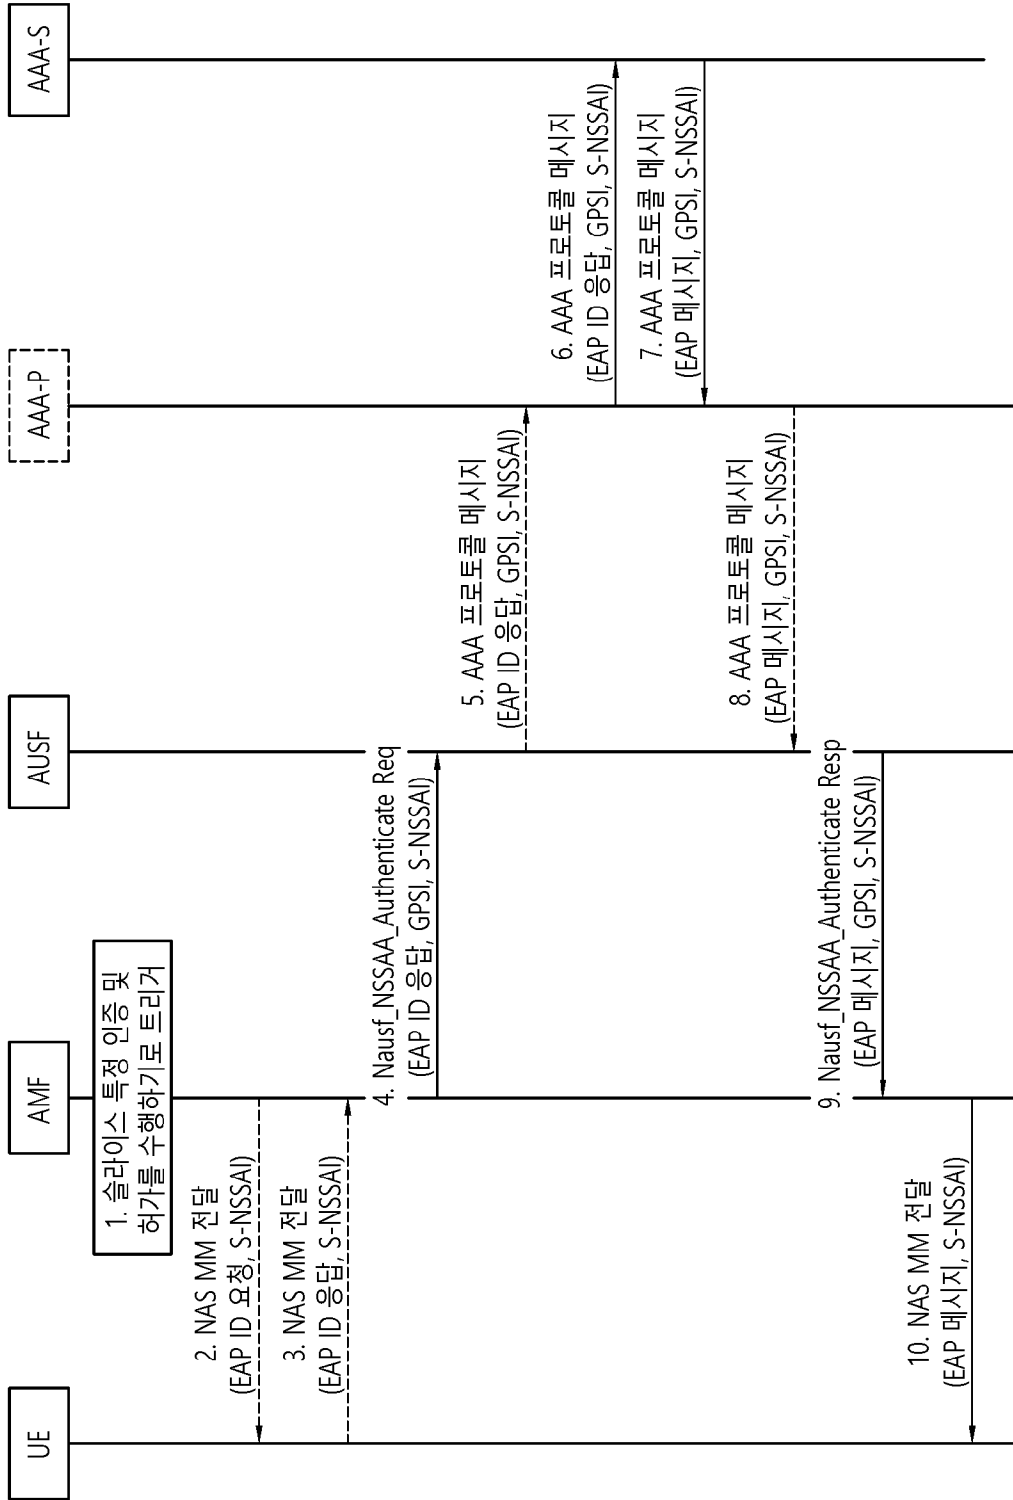 UE
AMF
AUSF
AAA-P
AAA-S
1. 슬라이스 특정 인증 및
허가를 수행하기로 트리거
2. NAS MM 전달
(EAP ID 요청, S-NSSAI)
3. NAS MM 전달
(EAP ID 응답, S-NSSAI)
4. Nausf_NSSAA_Authenticate Req
(EAP ID 응답, GPSI, S-NSSAI)
5. AAA 프로토콜 메시지
(EAP ID 응답, GPSI, S-NSSAI)
6. AAA 프로토콜 메시지
(EAP ID 응답, GPSI, S-NSSAI)
7. AAA 프로토콜 메시지
(EAP 메시지, GPSI, S-NSSAI)
8. AAA 프로토콜 메시지
(EAP 메시지, GPSI, S-NSSAI)
9. Nausf_NSSAA_Authenticate Resp
(EAP 메시지, GPSI, S-NSSAI)
10. NAS MM 전달
(EAP 메시지, S-NSSAI)